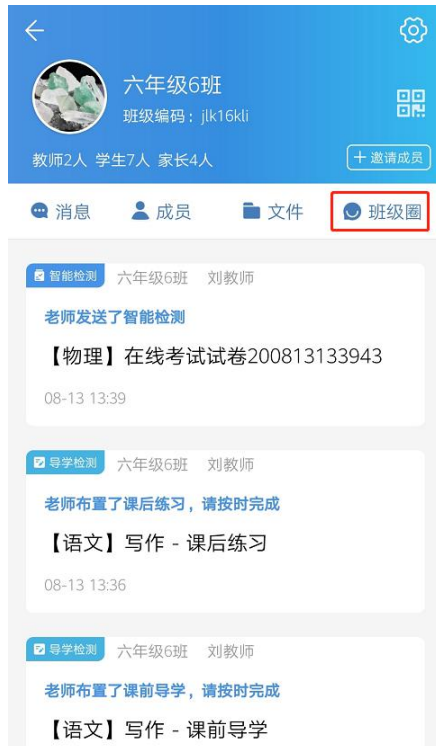 六年级6班
班级编码：jlk16kli
教师2人 学生7人 家长4人
+ 邀请成员
消息 成员 文件 班级圈
智能检测 六年级6班 刘教师
老师发送了智能检测
【物理】在线考试试卷200813133943
08-13 13:39
导学检测 六年级6班 刘教师
老师布置了课后练习，请按时完成
【语文】写作 - 课后练习
08-13 13:36
导学检测 六年级6班 刘教师
老师布置了课前导学，请按时完成
【语文】写作 - 课前导学